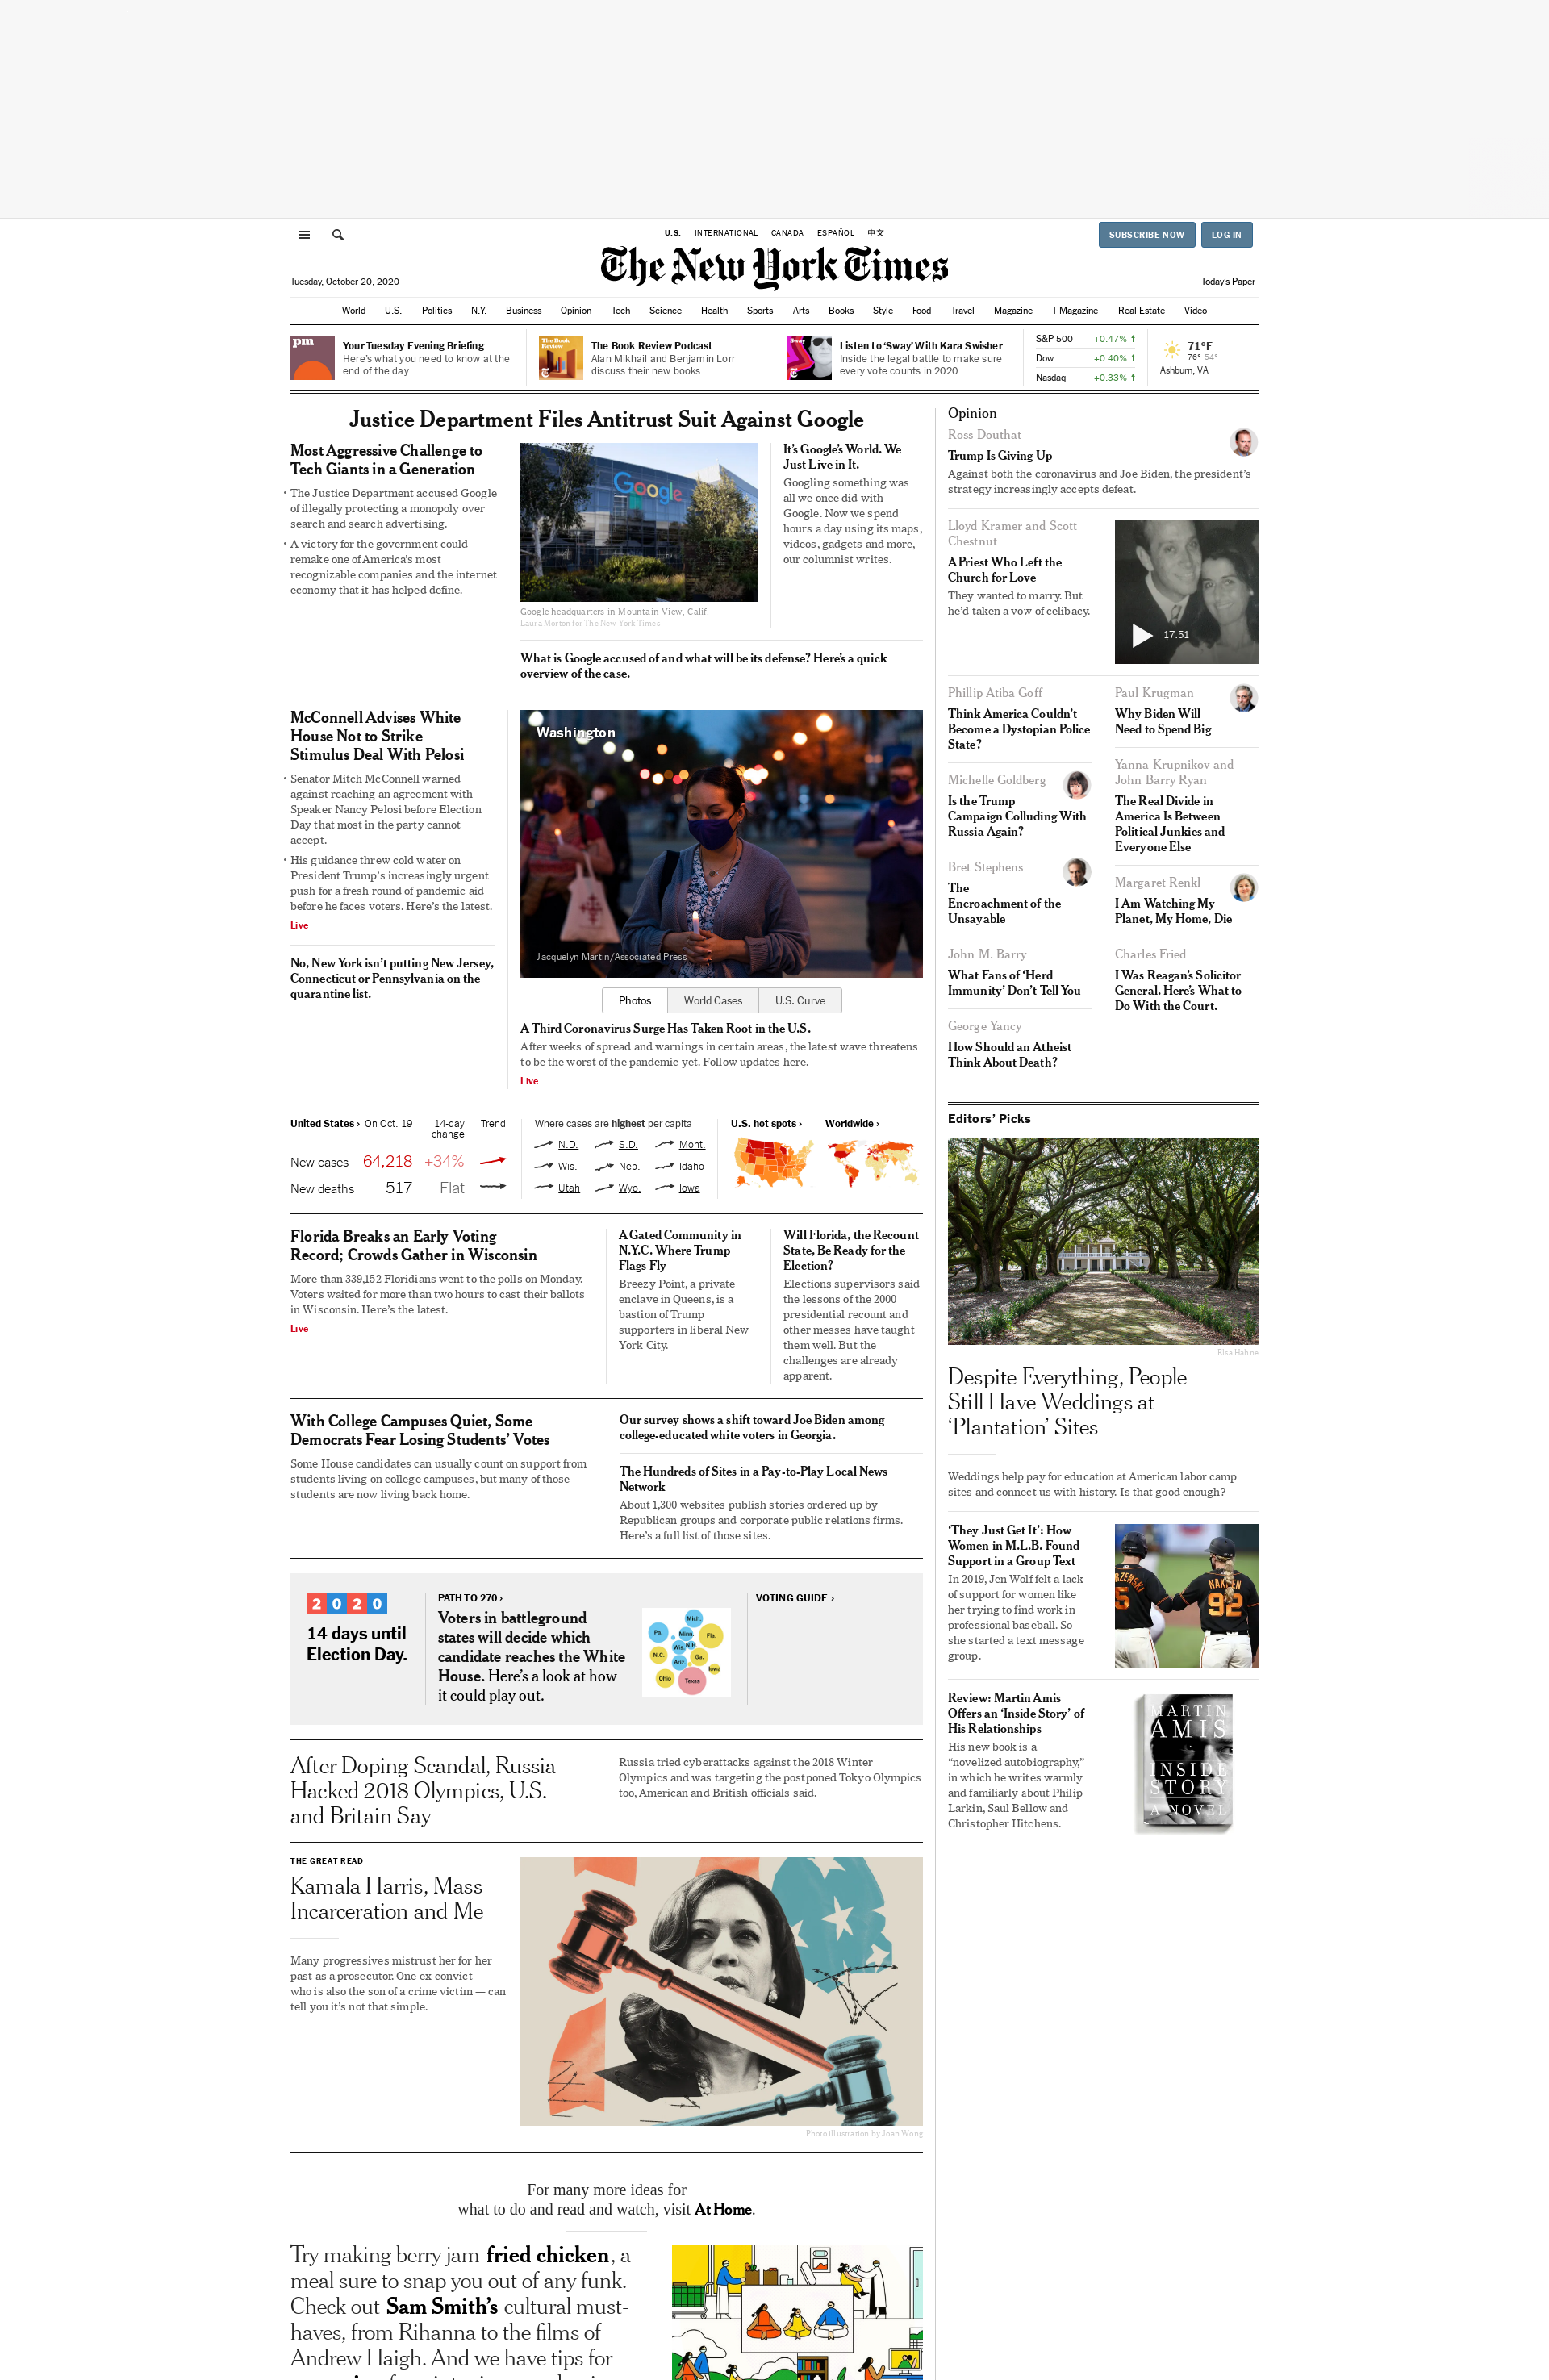 U.S. INTERNATIONAL CANADA ESPAÑOL 中文
SUBSCRIBE NOW LOG IN
The New York Times
Tuesday, October 20, 2020
Today's Paper
World U.S. Politics N.Y. Business Opinion Tech Science Health Sports Arts Books Style Food Travel Magazine T Magazine Real Estate Video
pm
Your Tuesday Evening Briefing
Here's what you need to know at the
end of the day.
The Book
Review
The Book Review Podcast
Alan Mikhail and Benjamin Lorr
discuss their new books.
Sway
Listen to ‘Sway’ With Kara Swisher
Inside the legal battle to make sure
every vote counts in 2020.
S&P 500 +0.47% ↑
Dow +0.40% ↑
Nasdaq +0.33% ↑
71°F
76° 54°
Ashburn, VA
Justice Department Files Antitrust Suit Against Google
Most Aggressive Challenge to
Tech Giants in a Generation
• The Justice Department accused Google
of illegally protecting a monopoly over
search and search advertising.
• A victory for the government could
remake one of America’s most
recognizable companies and the internet
economy that it has helped define.
Google
Google headquarters in Mountain View, Calif.
Laura Morton for The New York Times
It’s Google’s World. We
Just Live in It.
Googling something was
all we once did with
Google. Now we spend
hours a day using its maps,
videos, gadgets and more,
our columnist writes.
What is Google accused of and what will be its defense? Here’s a quick
overview of the case.
McConnell Advises White
House Not to Strike
Stimulus Deal With Pelosi
• Senator Mitch McConnell warned
against reaching an agreement with
Speaker Nancy Pelosi before Election
Day that most in the party cannot
accept.
• His guidance threw cold water on
President Trump’s increasingly urgent
push for a fresh round of pandemic aid
before he faces voters. Here’s the latest.
Live
No, New York isn’t putting New Jersey,
Connecticut or Pennsylvania on the
quarantine list.
Washington
Jacquelyn Martin/Associated Press
Photos World Cases U.S. Curve
A Third Coronavirus Surge Has Taken Root in the U.S.
After weeks of spread and warnings in certain areas, the latest wave threatens
to be the worst of the pandemic yet. Follow updates here.
Live
United States › On Oct. 19 14-day
change Trend
New cases 64,218 +34%
New deaths 517 Flat
Where cases are highest per capita
N.D. S.D. Mont.
Wis. Neb. Idaho
Utah Wyo. Iowa
U.S. hot spots › Worldwide ›
Florida Breaks an Early Voting
Record; Crowds Gather in Wisconsin
More than 339,152 Floridians went to the polls on Monday.
Voters waited for more than two hours to cast their ballots
in Wisconsin. Here’s the latest.
Live
A Gated Community in
N.Y.C. Where Trump
Flags Fly
Breezy Point, a private
enclave in Queens, is a
bastion of Trump
supporters in liberal New
York City.
Will Florida, the Recount
State, Be Ready for the
Election?
Elections supervisors said
the lessons of the 2000
presidential recount and
other messes have taught
them well. But the
challenges are already
apparent.
With College Campuses Quiet, Some
Democrats Fear Losing Students’ Votes
Some House candidates can usually count on support from
students living on college campuses, but many of those
students are now living back home.
Our survey shows a shift toward Joe Biden among
college-educated white voters in Georgia.
The Hundreds of Sites in a Pay-to-Play Local News
Network
About 1,300 websites publish stories ordered up by
Republican groups and corporate public relations firms.
Here’s a full list of those sites.
2020
14 days until
Election Day.
PATH TO 270 ›
Voters in battleground
states will decide which
candidate reaches the White
House. Here’s a look at how
it could play out.
Mich.
Pa. Minn. Fla.
Wis. N.H.
N.C. Ga.
Ariz. Iowa
Ohio Texas
VOTING GUIDE ›
After Doping Scandal, Russia
Hacked 2018 Olympics, U.S.
and Britain Say
Russia tried cyberattacks against the 2018 Winter
Olympics and was targeting the postponed Tokyo Olympics
too, American and British officials said.
THE GREAT READ
Kamala Harris, Mass
Incarceration and Me
Many progressives mistrust her for her
past as a prosecutor. One ex-convict —
who is also the son of a crime victim — can
tell you it’s not that simple.
Photo illustration by Joan Wong
For many more ideas for
what to do and read and watch, visit At Home.
Try making berry jam fried chicken, a
meal sure to snap you out of any funk.
Check out Sam Smith’s cultural must-
haves, from Rihanna to the films of
Andrew Haigh. And we have tips for
Opinion
Ross Douthat
Trump Is Giving Up
Against both the coronavirus and Joe Biden, the president’s
strategy increasingly accepts defeat.
Lloyd Kramer and Scott
Chestnut
A Priest Who Left the
Church for Love
They wanted to marry. But
he’d taken a vow of celibacy.
17:51
Phillip Atiba Goff
Think America Couldn’t
Become a Dystopian Police
State?
Michelle Goldberg
Is the Trump
Campaign Colluding With
Russia Again?
Bret Stephens
The
Encroachment of the
Unsayable
John M. Barry
What Fans of ‘Herd
Immunity’ Don’t Tell You
George Yancy
How Should an Atheist
Think About Death?
Paul Krugman
Why Biden Will
Need to Spend Big
Yanna Krupnikov and
John Barry Ryan
The Real Divide in
America Is Between
Political Junkies and
Everyone Else
Margaret Renkl
I Am Watching My
Planet, My Home, Die
Charles Fried
I Was Reagan’s Solicitor
General. Here’s What to
Do With the Court.
Editors’ Picks
Elsa Hahne
Despite Everything, People
Still Have Weddings at
‘Plantation’ Sites
Weddings help pay for education at American labor camp
sites and connect us with history. Is that good enough?
‘They Just Get It’: How
Women in M.L.B. Found
Support in a Group Text
In 2019, Jen Wolf felt a lack
of support for women like
her trying to find work in
professional baseball. So
she started a text message
group.
92
Review: Martin Amis
Offers an ‘Inside Story’ of
His Relationships
His new book is a
“novelized autobiography,”
in which he writes warmly
and familiarly about Philip
Larkin, Saul Bellow and
Christopher Hitchens.
MARTIN
AMIS
INSIDE
STORY
A NOVEL